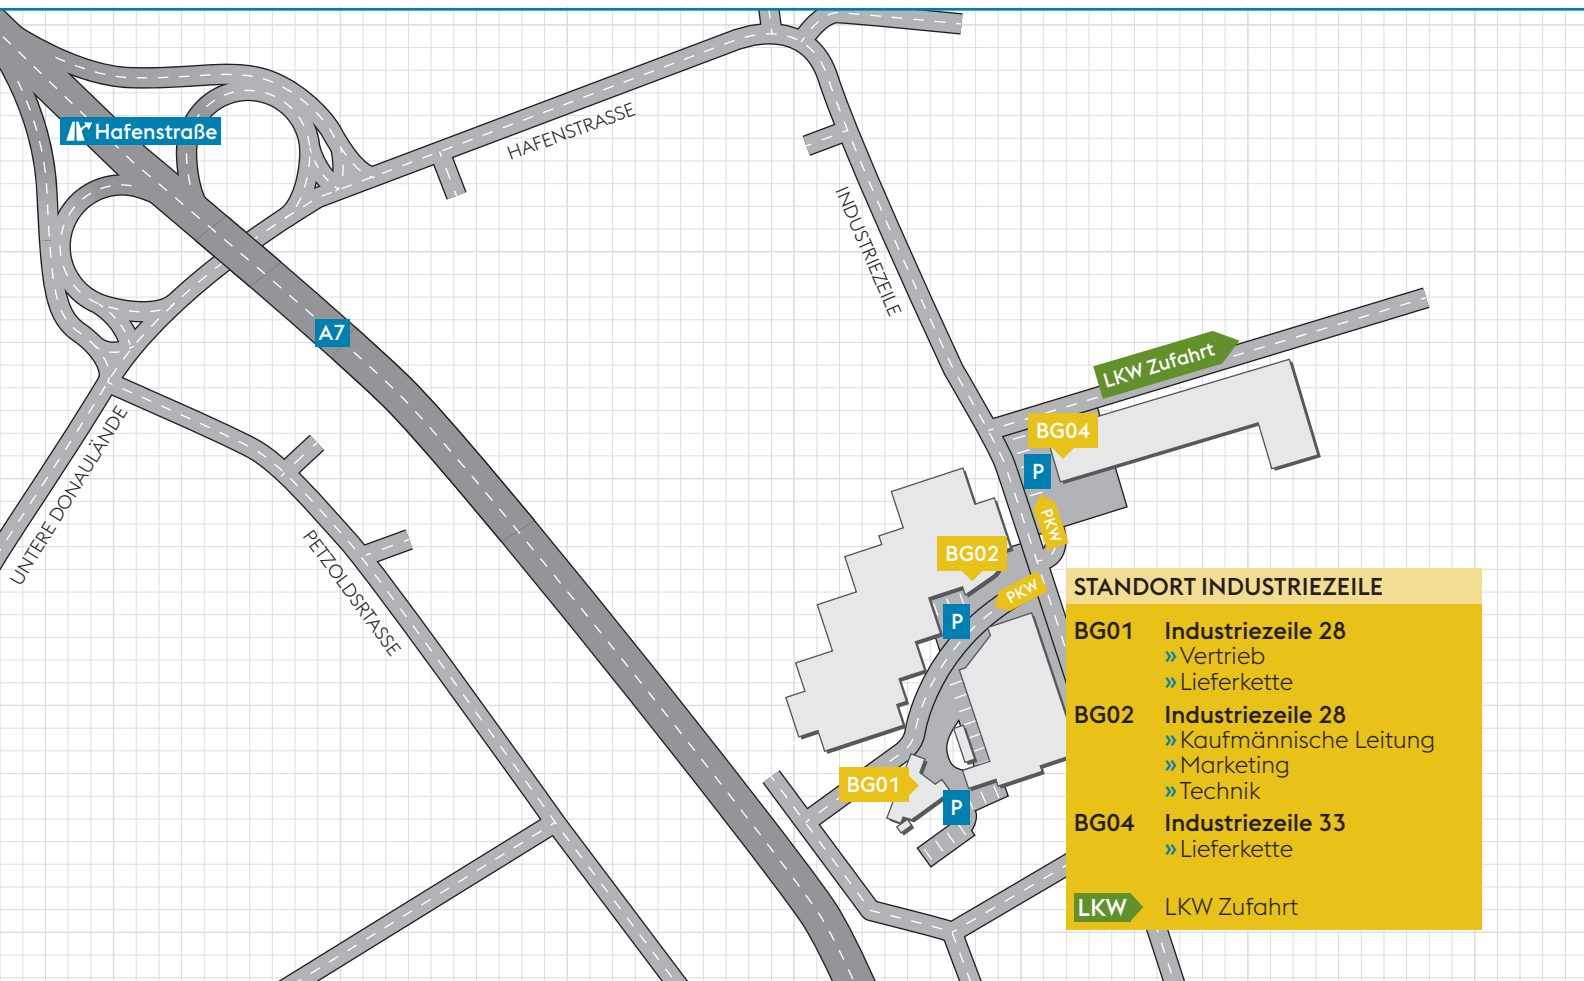 Hafenstraße
HAFENSTRASSE
INDUSTRIEZEILE
A7
LKW Zufahrt
BG04
P
UNTERE DONAULÄNDE
PETZOLDSRTASSE
PKW
BG02
PKW
P
BG01
P
STANDORT INDUSTRIEZEILE
BG01 Industriezeile 28
» Vertrieb
» Lieferkette
BG02 Industriezeile 28
» Kaufmännische Leitung
» Marketing
» Technik
BG04 Industriezeile 33
» Lieferkette
LKW LKW Zufahrt